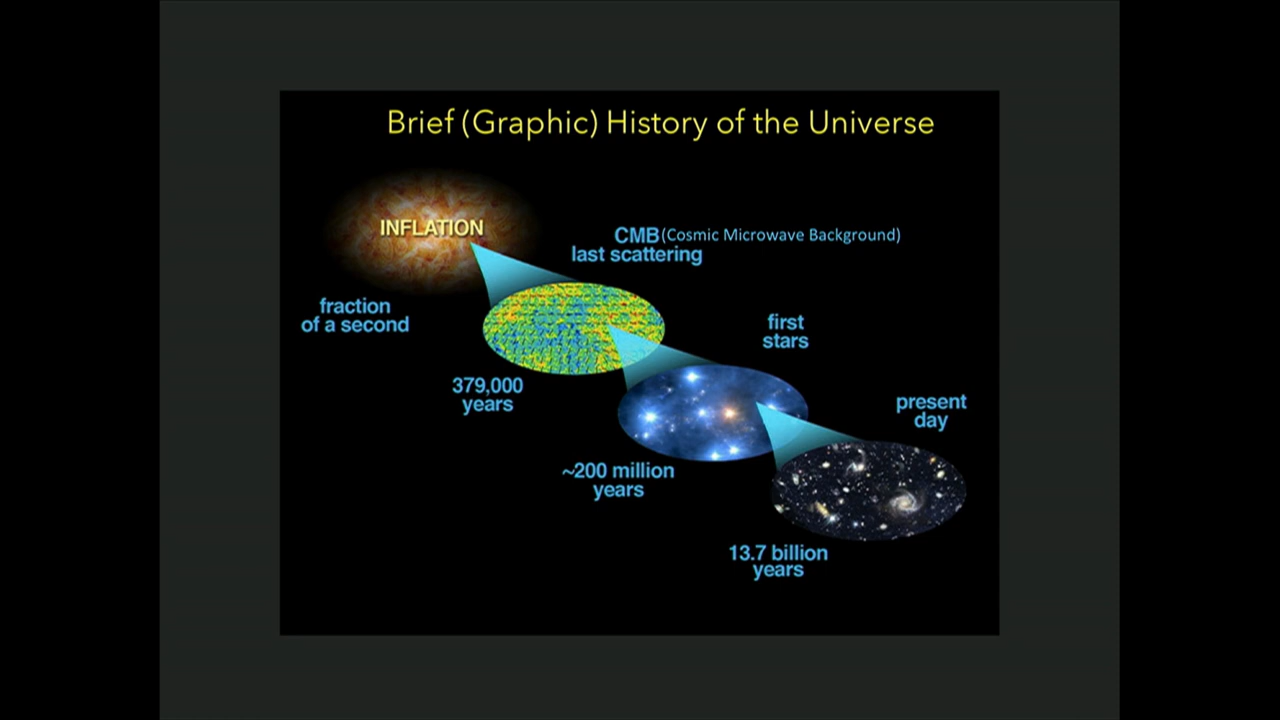 Brief (Graphic) History of the Universe
INFLATION
fraction
of a second
CMB (Cosmic Microwave Background)
last scattering
379,000
years
first
stars
~200 million
years
present
day
13.7 billion
years